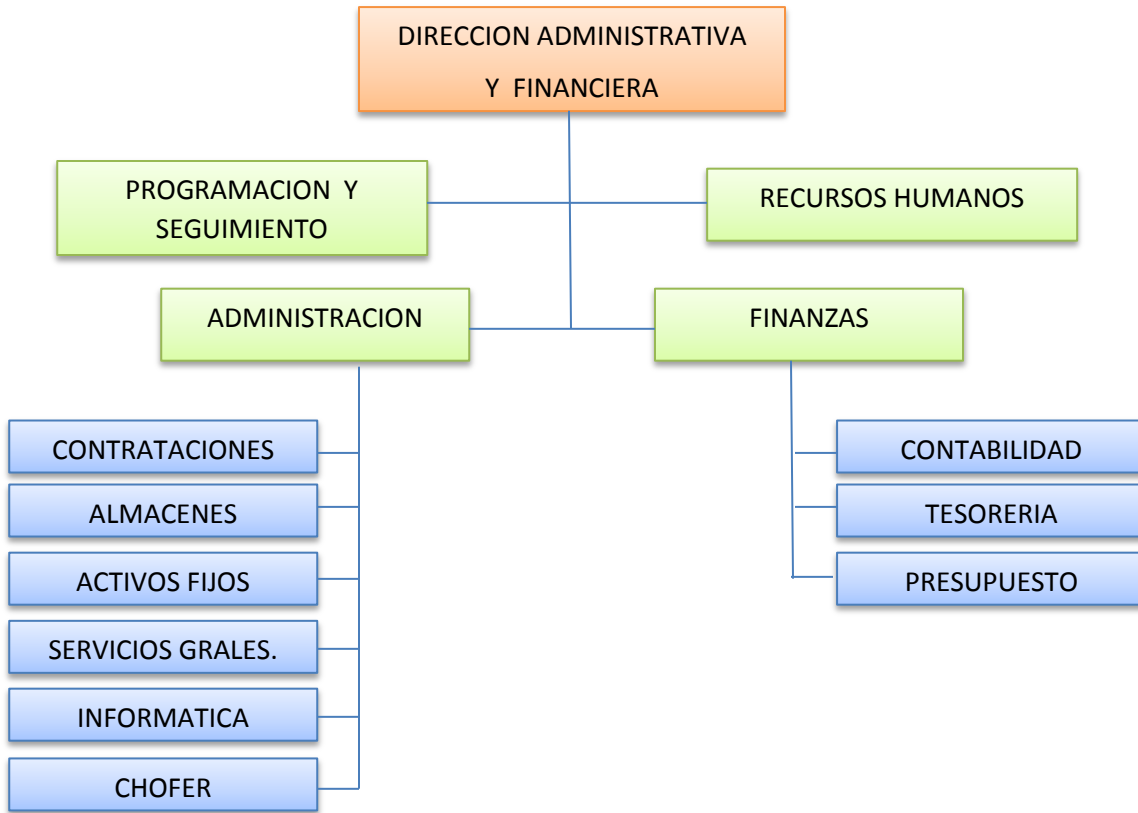 DIRECCION ADMINISTRATIVA
Y FINANCIERA
PROGRAMACION Y
SEGUIMIENTO
RECURSOS HUMANOS
ADMINISTRACION
FINANZAS
CONTRATACIONES
ALMACENES
ACTIVOS FIJOS
SERVICIOS GRALES.
INFORMATICA
CHOFER
CONTABILIDAD
TESORERIA
PRESUPUESTO